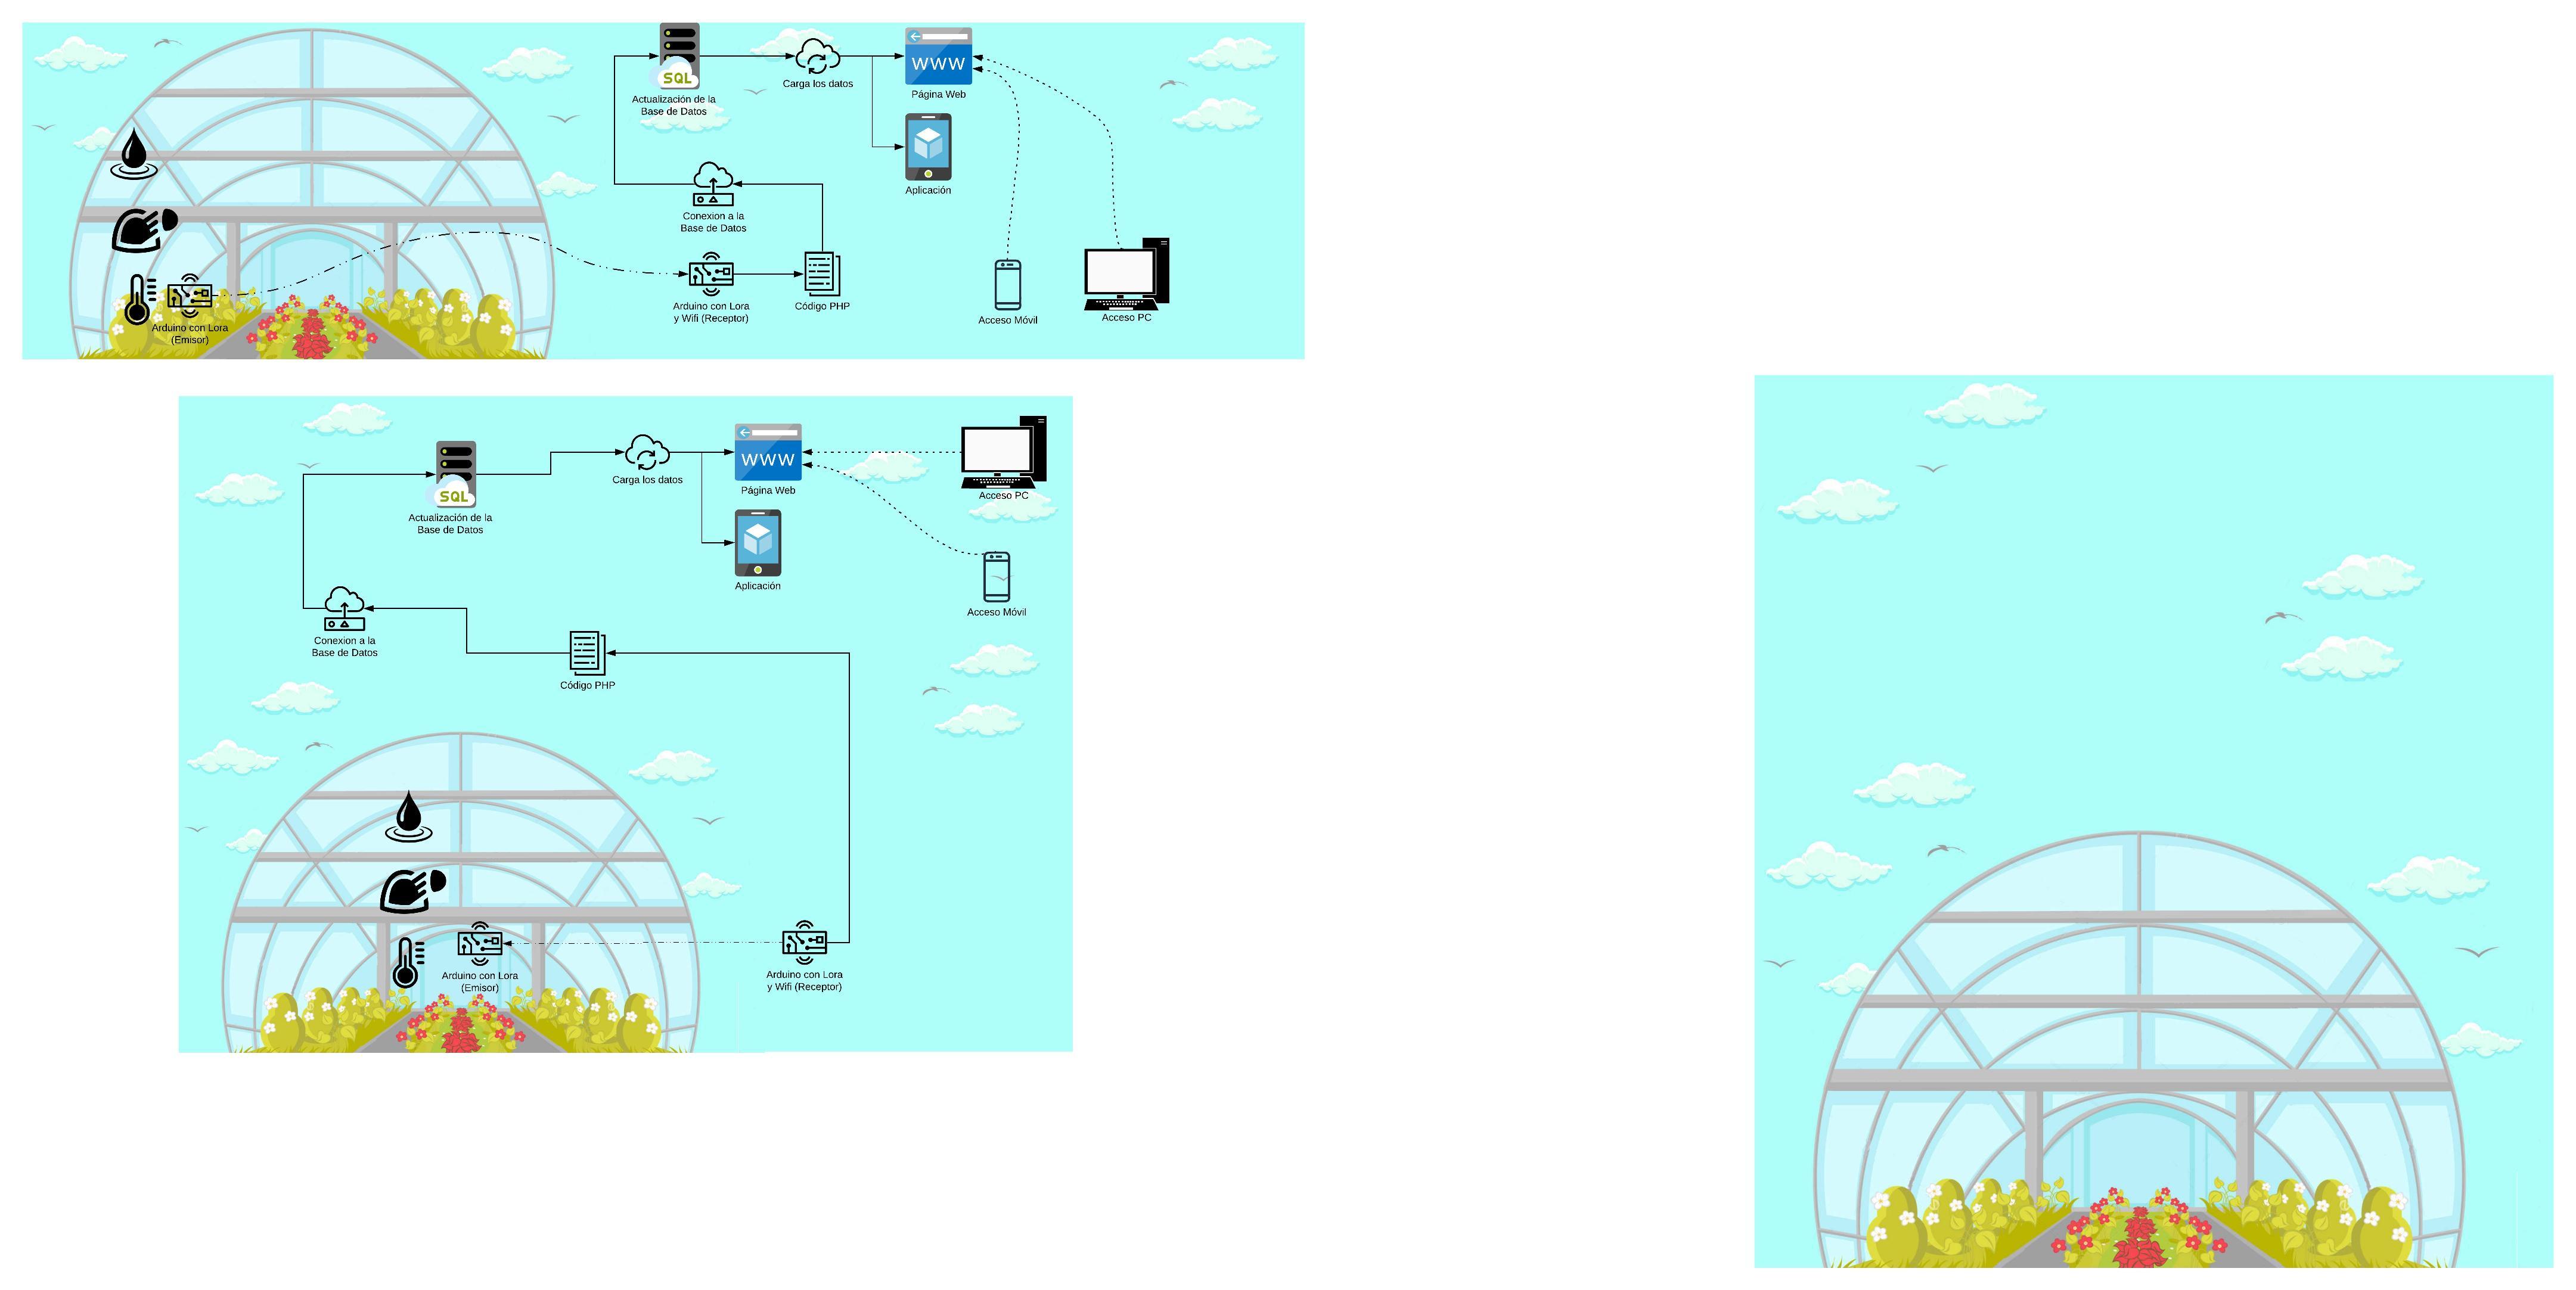 SQL
Actualización de la
Base de Datos
Carga los datos
WWW
Página Web
Aplicación
Conexion a la
Base de Datos
Arduino con Lora
y Wifi (Receptor)
Código PHP
Arduino con Lora
(Emisor)
Acceso Móvil
Acceso PC
SQL
Actualización de la
Base de Datos
Carga los datos
WWW
Página Web
Acceso PC
Aplicación
Acceso Móvil
Conexion a la
Base de Datos
Código PHP
Arduino con Lora
(Emisor)
Arduino con Lora
y Wifi (Receptor)